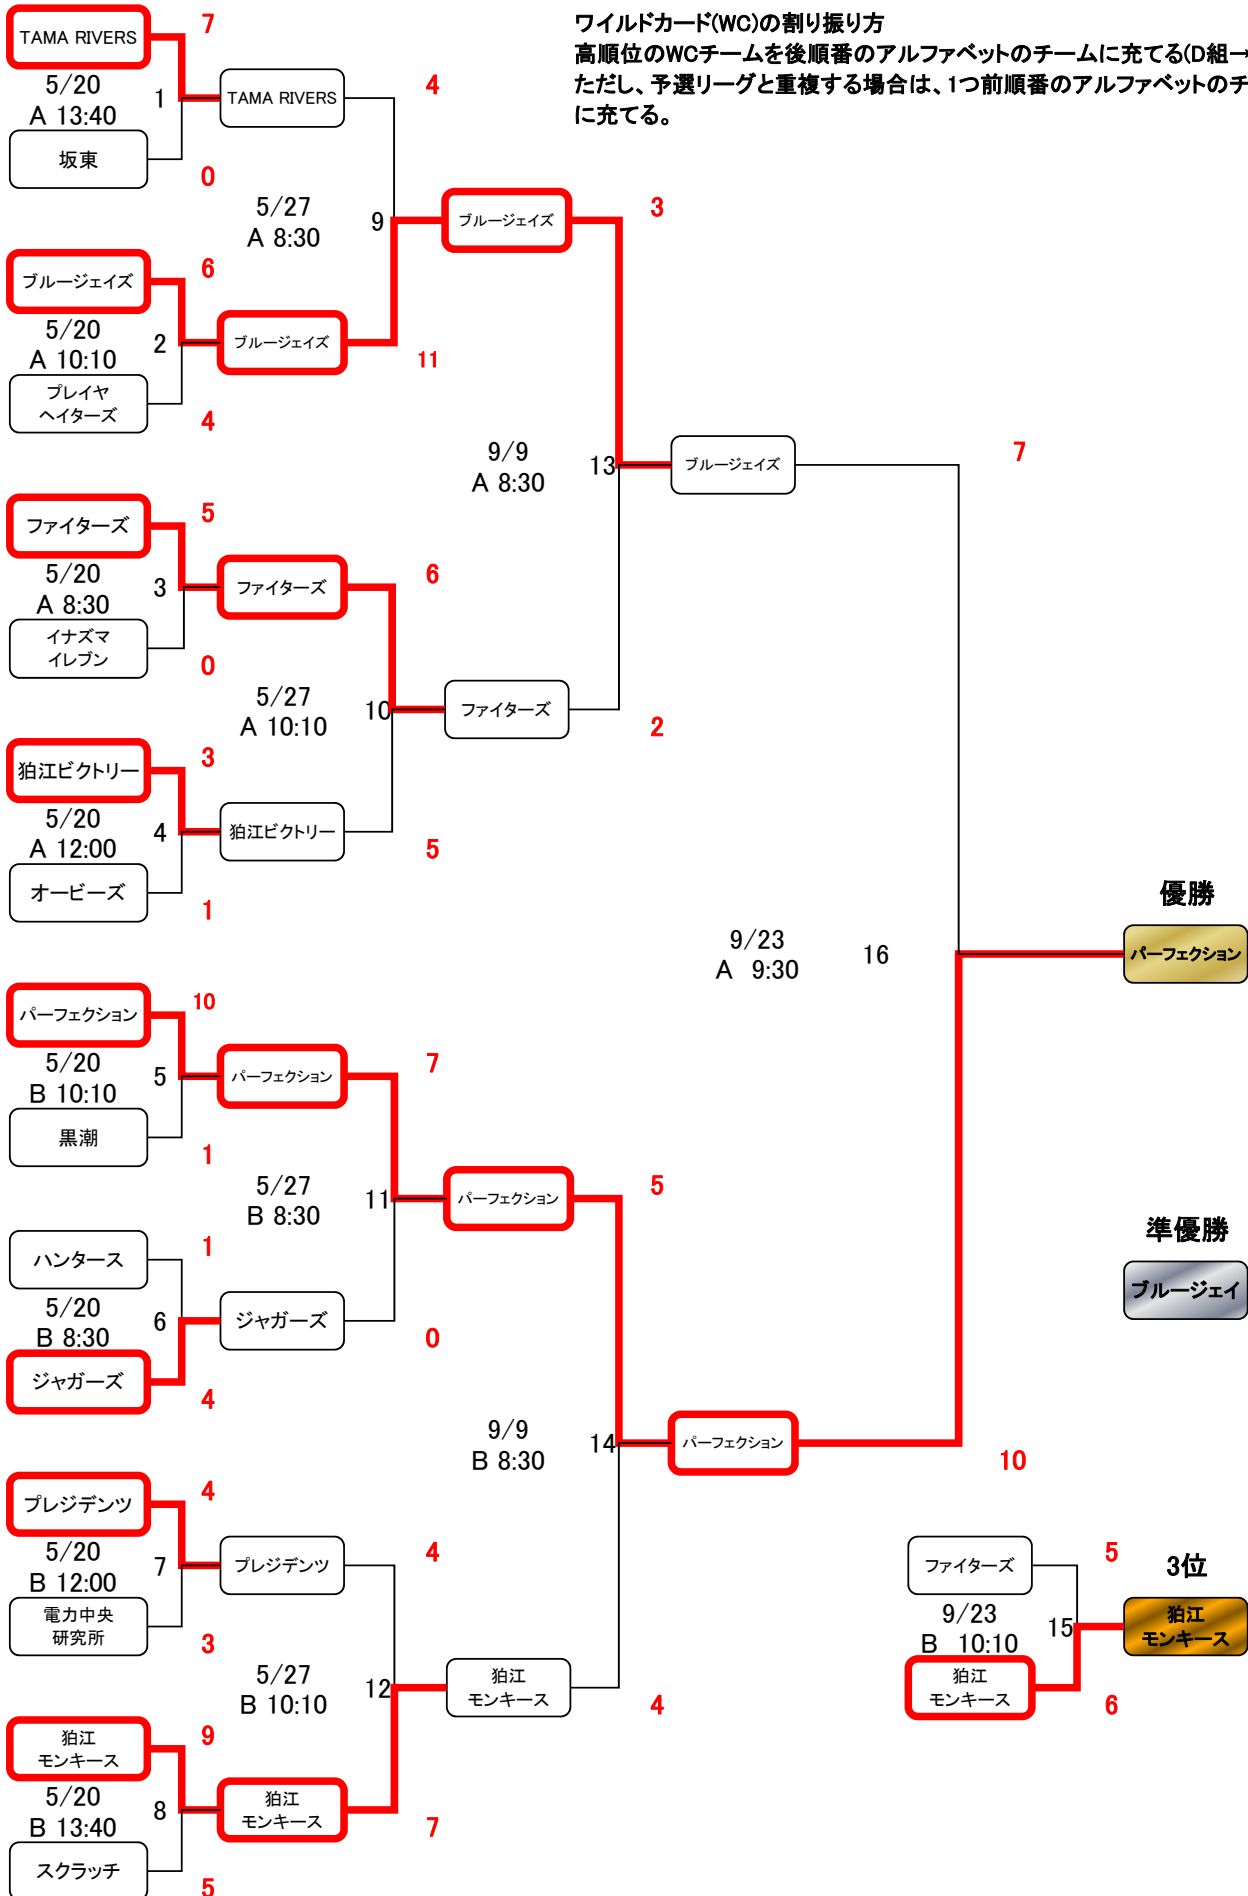 ワイルドカード(WC)の割り振り方
高順位のWCチームを後順番のアルファベットのチームに充てる(D組→
ただし、予選リーグと重複する場合は、1つ前順番のアルファベットのチ
に充てる。
TAMA RIVERS
7
5/20
A 13:40
1
坂東
0
TAMA RIVERS
4
5/27
A 8:30
9
ブルージェイズ
6
5/20
A 10:10
2
プレイヤ
ヘイターズ
4
ブルージェイズ
11
ブルージェイズ
3
9/9
A 8:30
13
ファイターズ
5
5/20
A 8:30
3
イナズマ
イレブン
0
ファイターズ
6
5/27
A 10:10
10
狛江ビクトリー
3
5/20
A 12:00
4
オービーズ
1
狛江ビクトリー
5
ファイターズ
2
ブルージェイズ
7
9/23
A 9:30
16
パーフェクション
10
5/20
B 10:10
5
黒潮
1
パーフェクション
7
5/27
B 8:30
11
ハンタース
1
5/20
B 8:30
6
ジャガーズ
4
ジャガーズ
0
パーフェクション
5
9/9
B 8:30
14
プレジデンツ
4
5/20
B 12:00
7
電力中央
研究所
3
プレジデンツ
4
5/27
B 10:10
12
狛江
モンキース
9
5/20
B 13:40
8
スクラッチ
5
狛江
モンキース
7
狛江
モンキース
4
パーフェクション
10
優勝
パーフェクション
準優勝
ブルージェイ
ファイターズ
5
9/23
B 10:10
15
狛江
モンキース
6
3位
狛江
モンキース